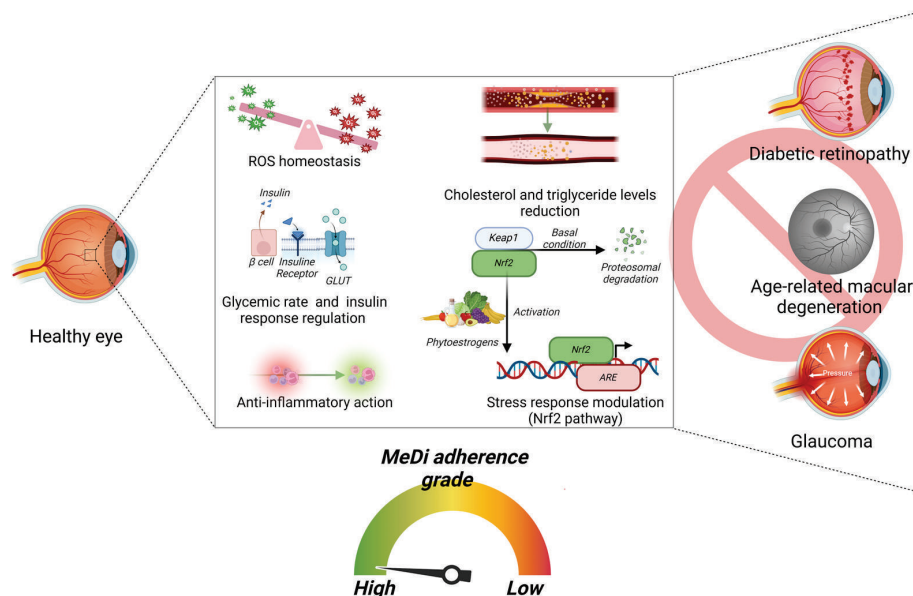 Healthy eye
ROS homeostasis
Insulin
β cell
Insuline
Receptor
GLUT
Glycemic rate and insulin
response regulation
Anti-inflammatory action
Cholesterol and triglyceride levels
reduction
Keap1
Nrf2
Basal
condition
Proteosomal
degradation
Activation
Phytoestrogens
Nrf2
ARE
Stress response modulation
(Nrf2 pathway)
Diabetic retinopathy
Age-related macular
degeneration
Pressure
Glaucoma
MeDi adherence
grade
High
Low